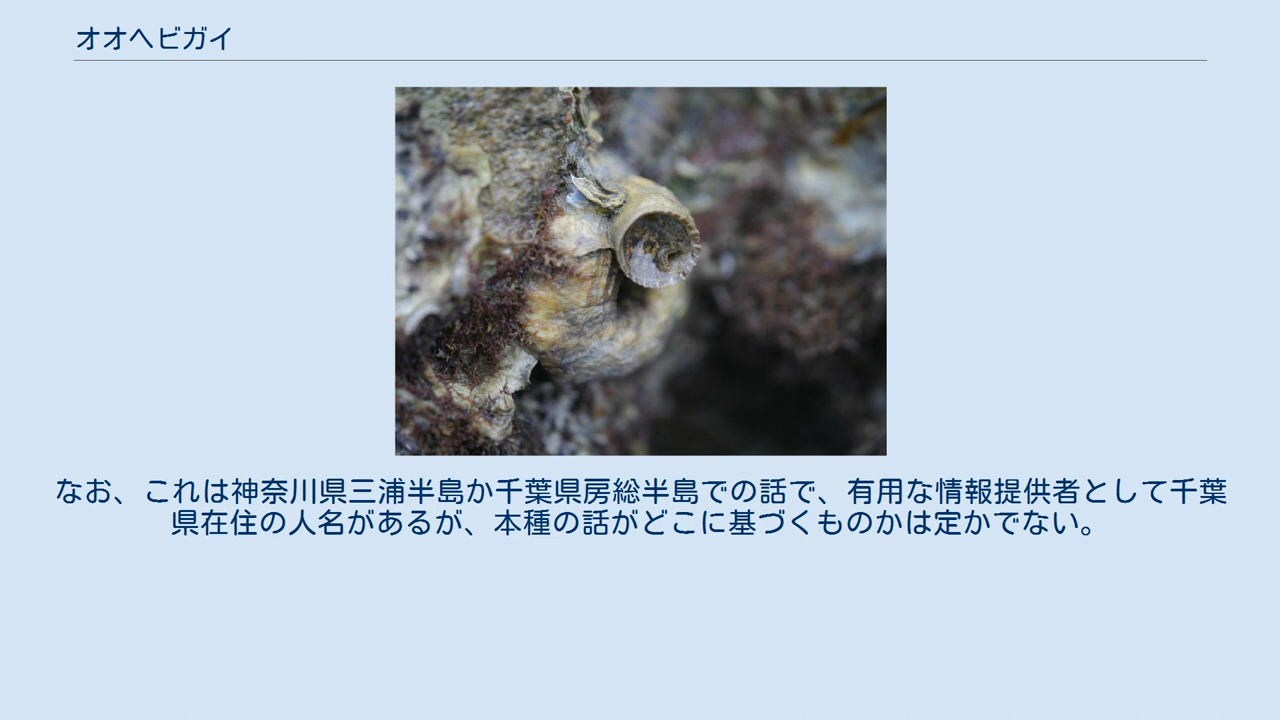 オオヘビガイ
なお、これは神奈川県三浦半島か千葉県房総半島での話で、有用な情報提供者として千葉
県在住の人名があるが、本種の話がどこに基づくものかは定かでない。